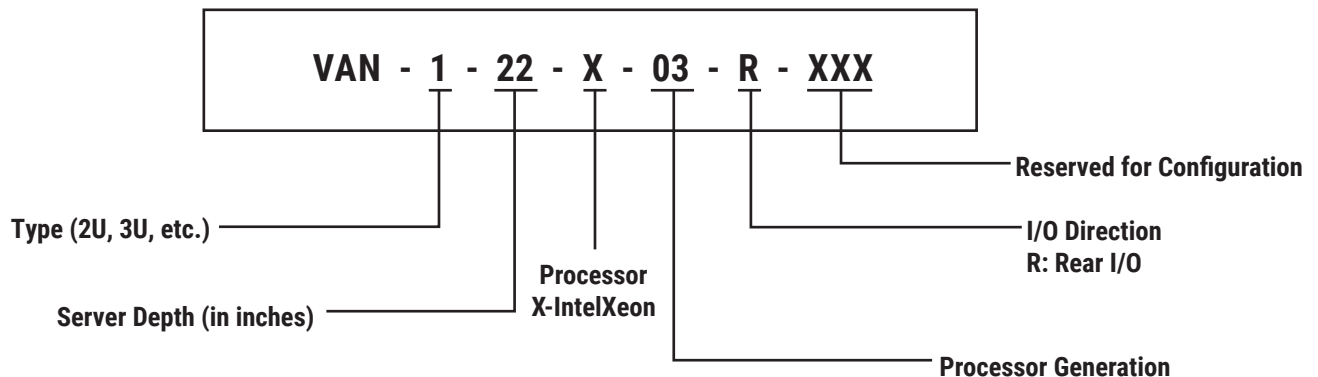 VAN - 1 - 22 - X - 03 - R - XXX
Reserved for Configuration
Type (2U, 3U, etc.)
I/O Direction
R: Rear I/O
Processor
X-IntelXeon
Server Depth (in inches)
Processor Generation